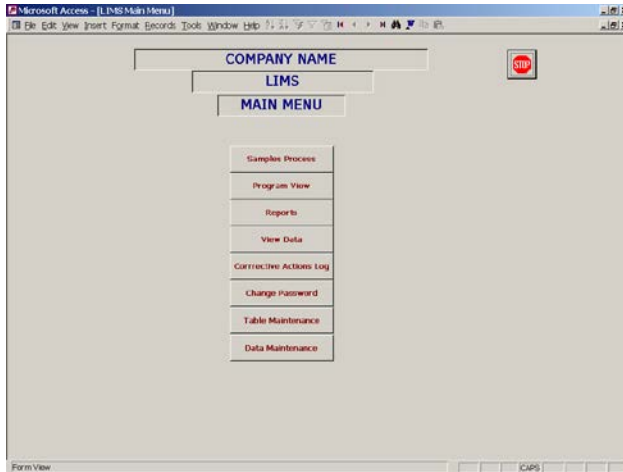 Microsoft Access - [LIMS Main Menu]
File Edit View Insert Format Records Tools Window Help
COMPANY NAME
STOP
LIMS
MAIN MENU
Samples Process
Program View
Reports
View Data
Corrrective Actions Log
Change Password
Table Maintenance
Data Maintenance
Form View
CAPS